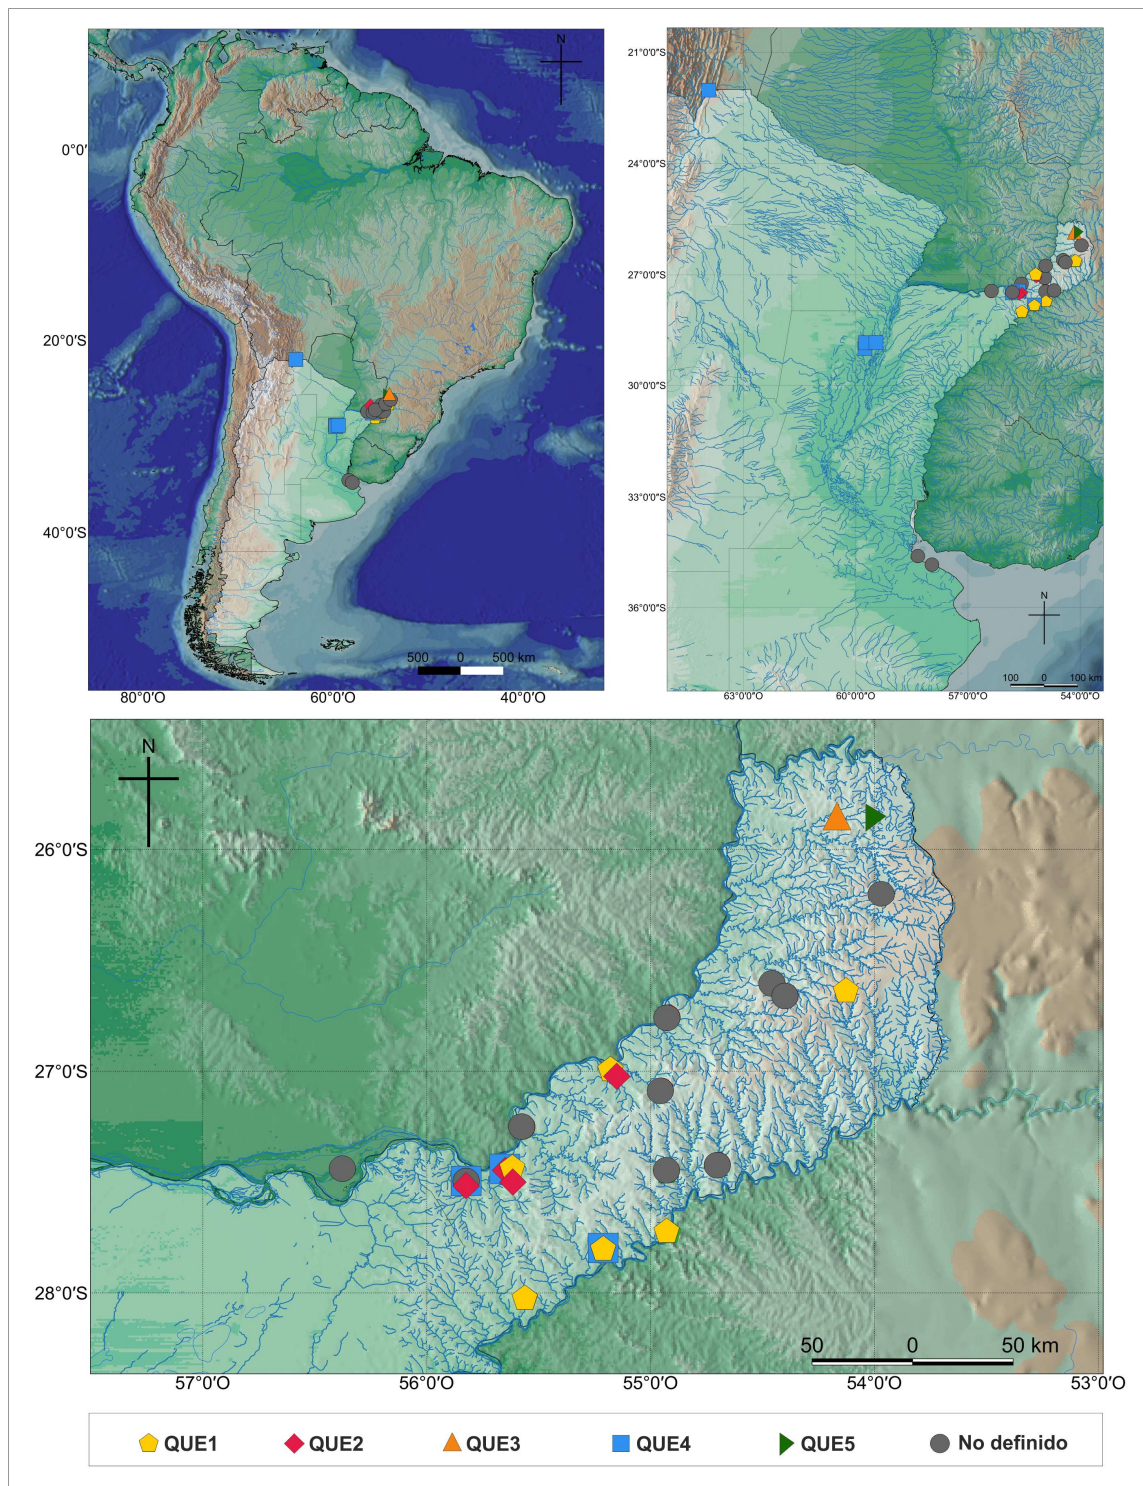 N
0°0'
20°0'S
40°0'S
500 0 500 km
80°0'O 60°0'O 40°0'O
21°0'0"S
24°0'0"S
27°0'0"S
30°0'0"S
33°0'0"S
36°0'0"S
N
100 0 100 km
63°0'0"O 60°0'0"O 57°0'0"O 54°0'0"O
N
26°0'S
27°0'S
28°0'S
50 0 50 km
57°0'O 56°0'O 55°0'O 54°0'O 53°0'O
QUE1 QUE2 QUE3 QUE4 QUE5 No definido